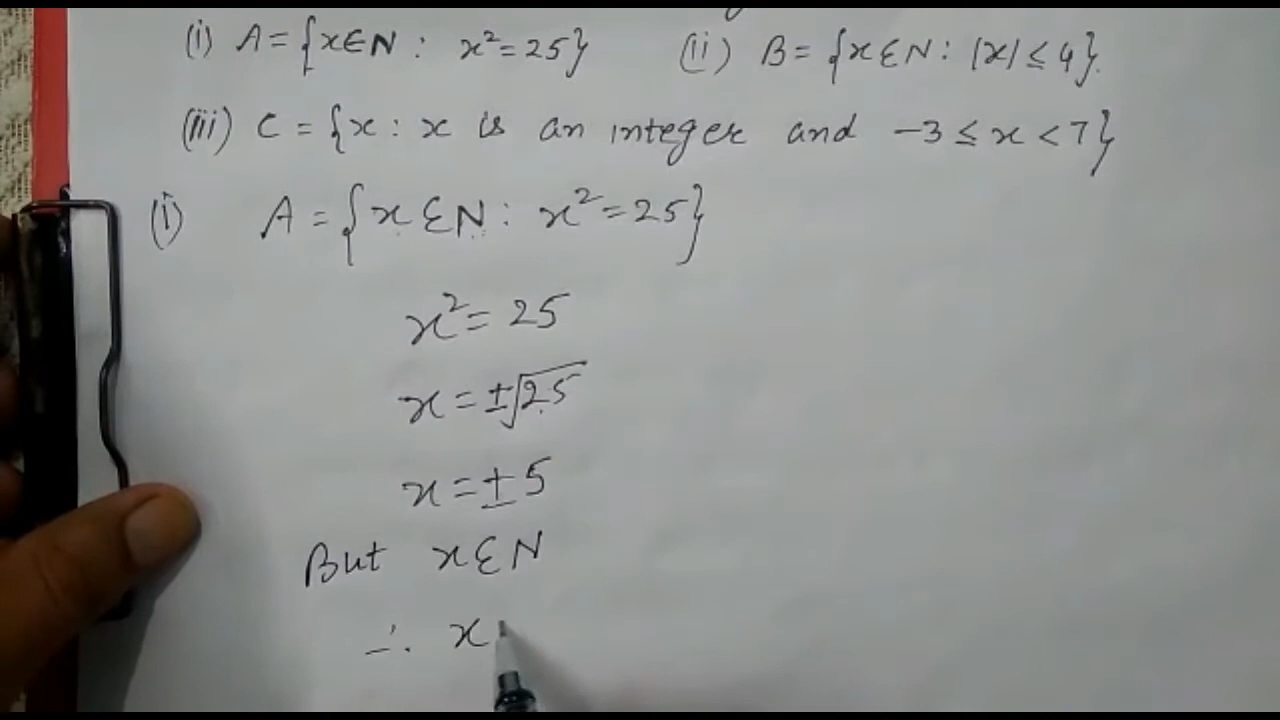 (i) A = {x∈N : x² = 25} (ii) B = {x∈N : |x| ≤ 4}.
(iii) C = {x : x is an integer and -3 ≤ x < 7}
(i) A = {x∈N : x² = 25}
x² = 25
x = ±√25
x = ±5
But x∈N
∴ x